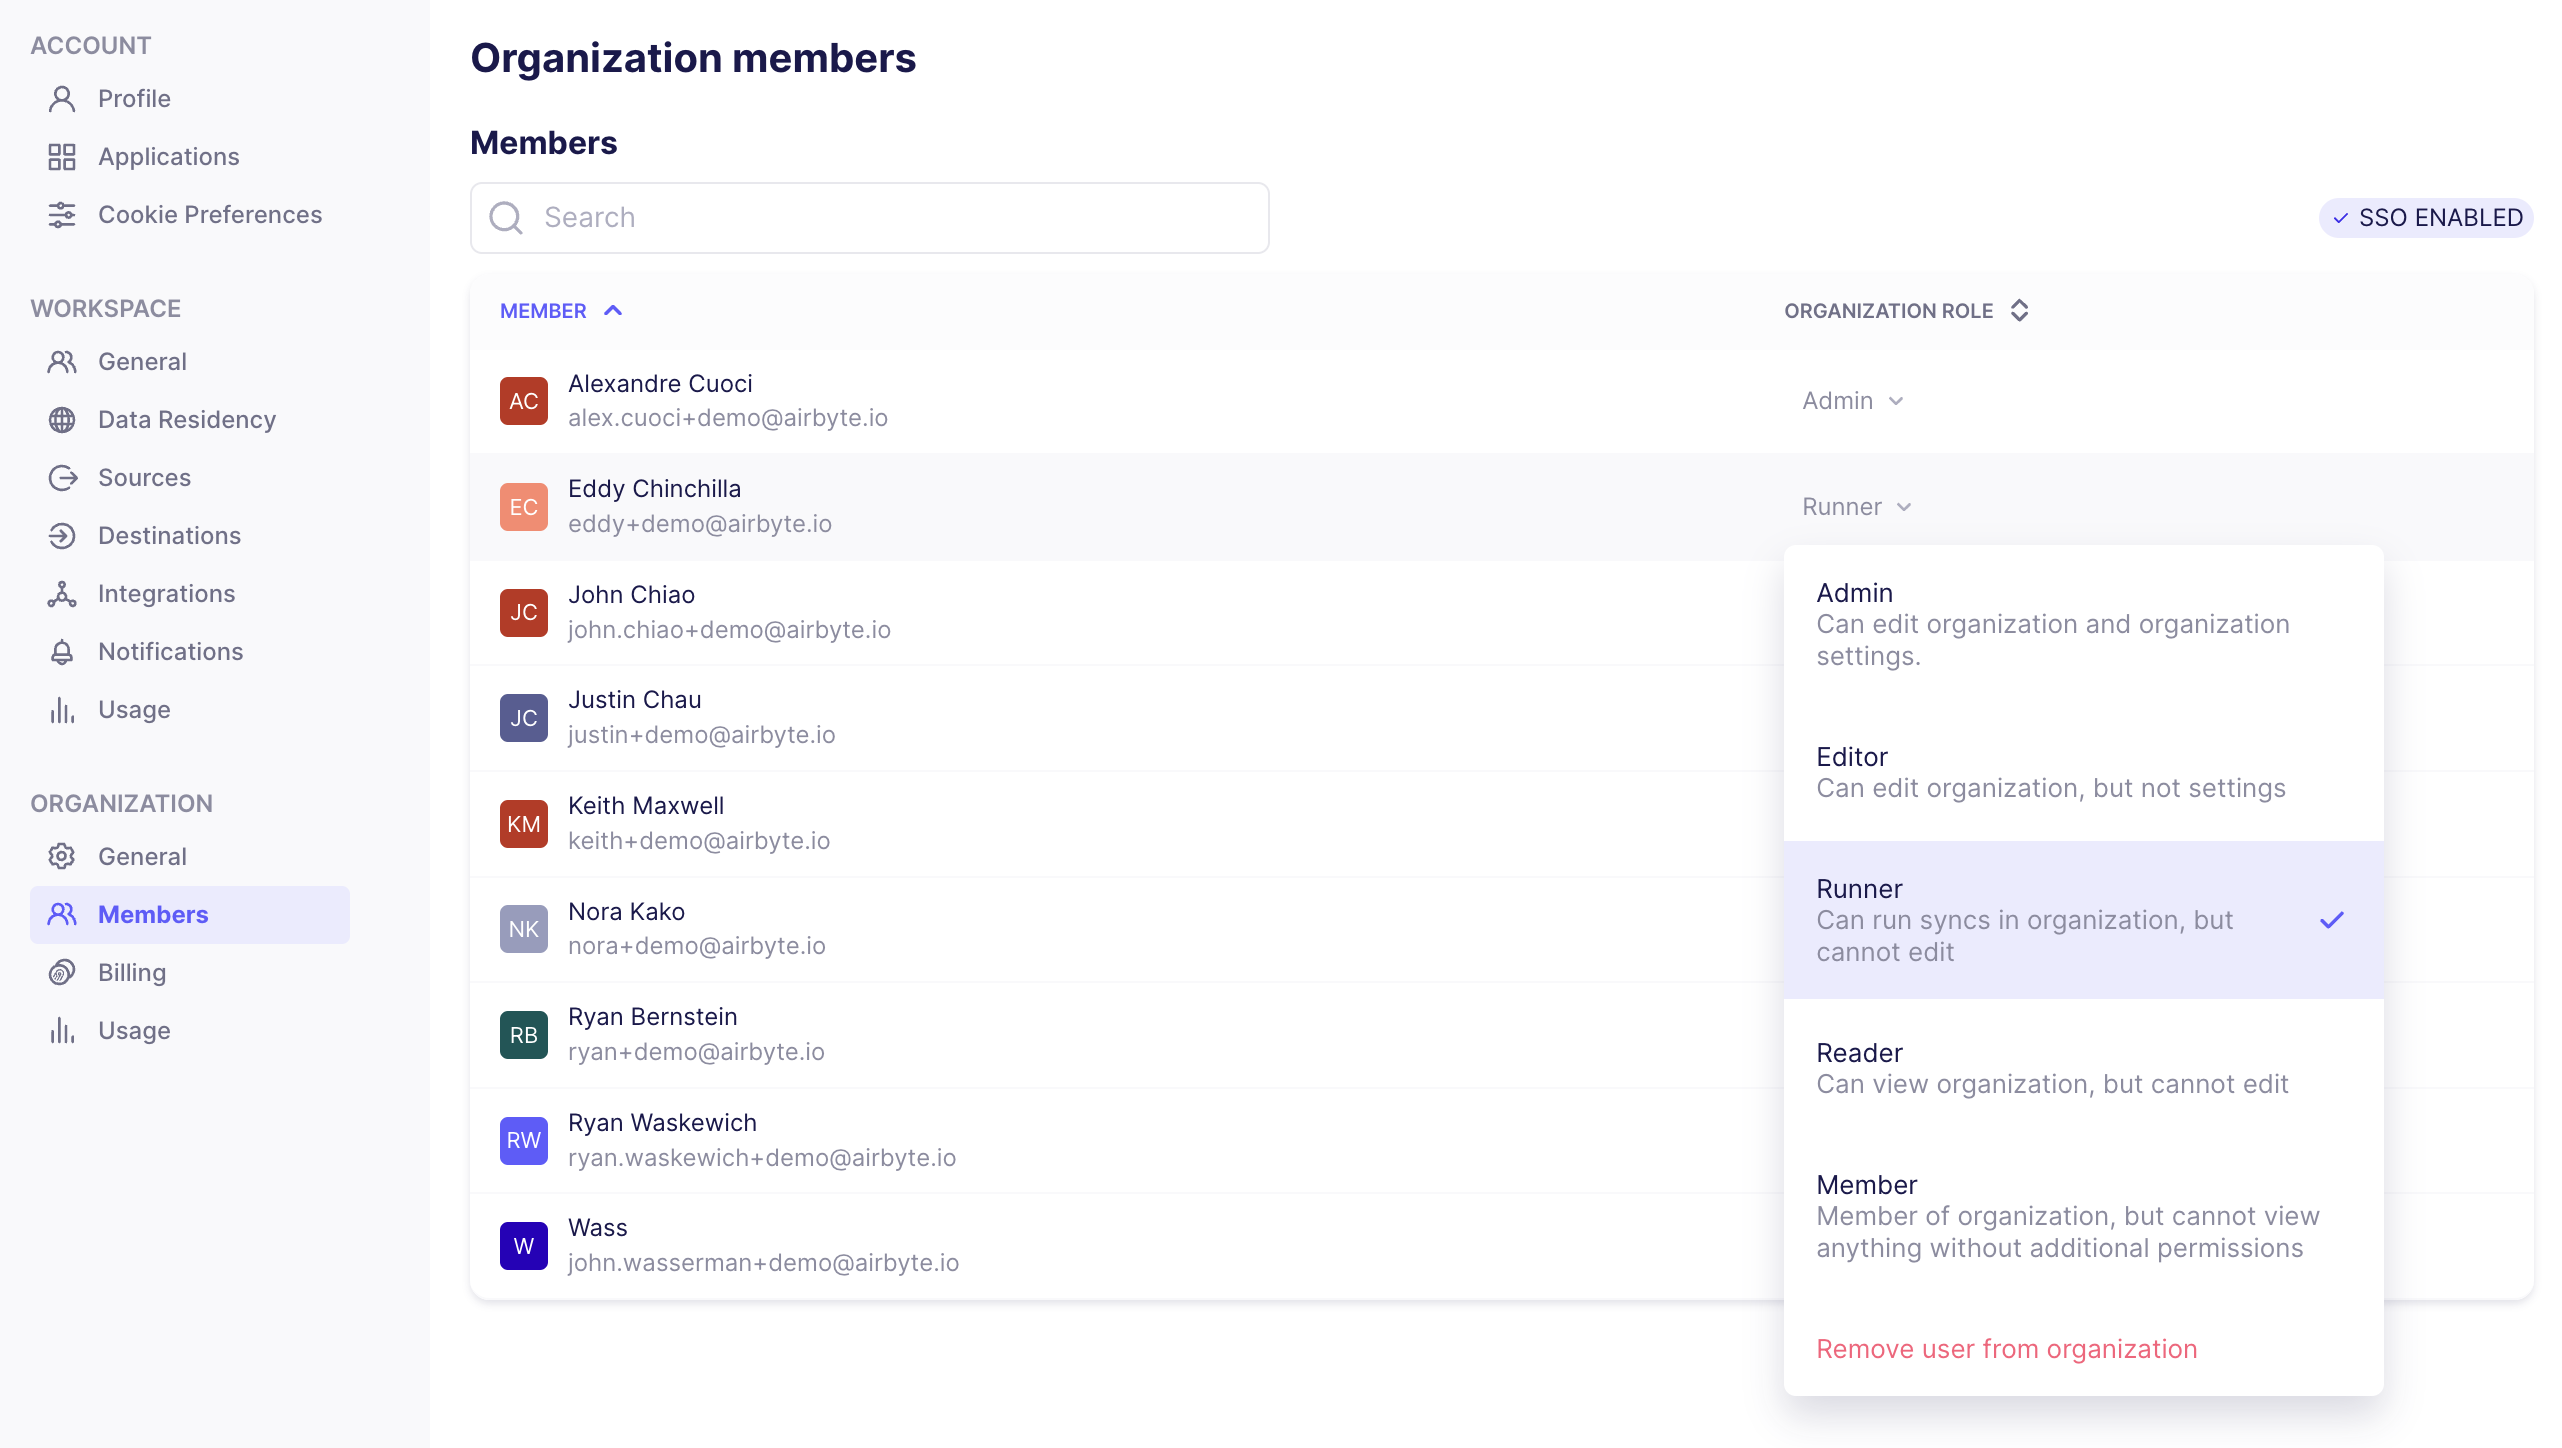 ACCOUNT
Profile
Applications
Cookie Preferences
WORKSPACE
General
Data Residency
Sources
Destinations
Integrations
Notifications
Usage
ORGANIZATION
General
Members
Billing
Usage
Organization members
Members
Search
SSO ENABLED
MEMBER
ORGANIZATION ROLE
AC
Alexandre Cuoci
alex.cuoci+demo@airbyte.io
Admin
EC
Eddy Chinchilla
eddy+demo@airbyte.io
Runner
JC
John Chiao
john.chiao+demo@airbyte.io
JC
Justin Chau
justin+demo@airbyte.io
KM
Keith Maxwell
keith+demo@airbyte.io
NK
Nora Kako
nora+demo@airbyte.io
RB
Ryan Bernstein
ryan+demo@airbyte.io
RW
Ryan Waskewich
ryan.waskewich+demo@airbyte.io
W
Wass
john.wasserman+demo@airbyte.io
Admin
Can edit organization and organization
settings.
Editor
Can edit organization, but not settings
Runner
Can run syncs in organization, but
cannot edit
Reader
Can view organization, but cannot edit
Member
Member of organization, but cannot view
anything without additional permissions
Remove user from organization